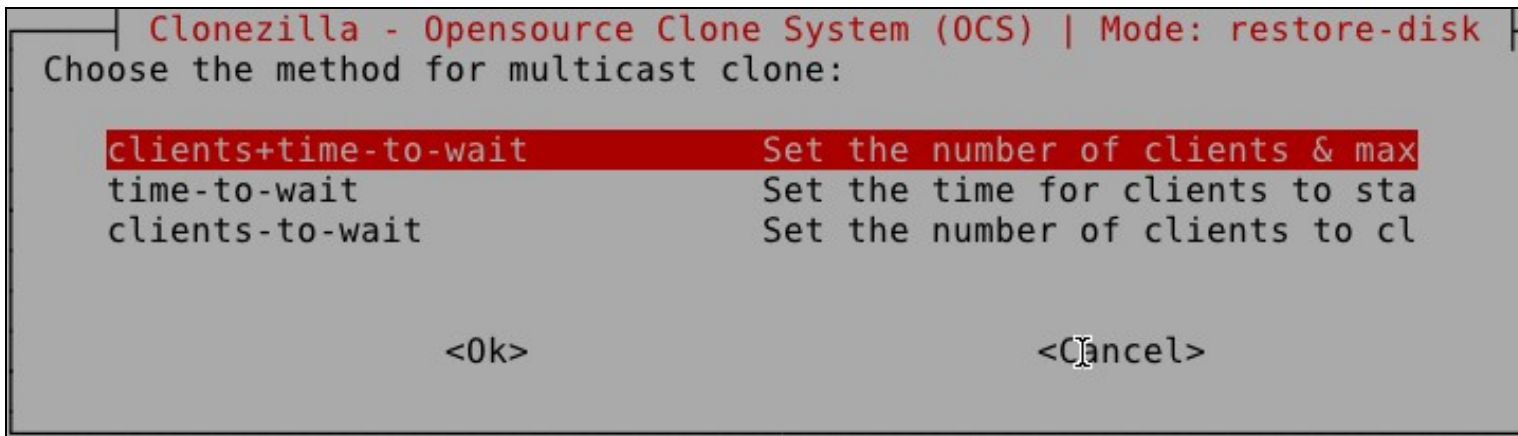 Clonezilla - Opensource Clone System (OCS) | Mode: restore-disk
Choose the method for multicast clone:
clients+time-to-wait Set the number of clients & max
time-to-wait Set the time for clients to sta
clients-to-wait Set the number of clients to cl
<Ok> <Cancel>